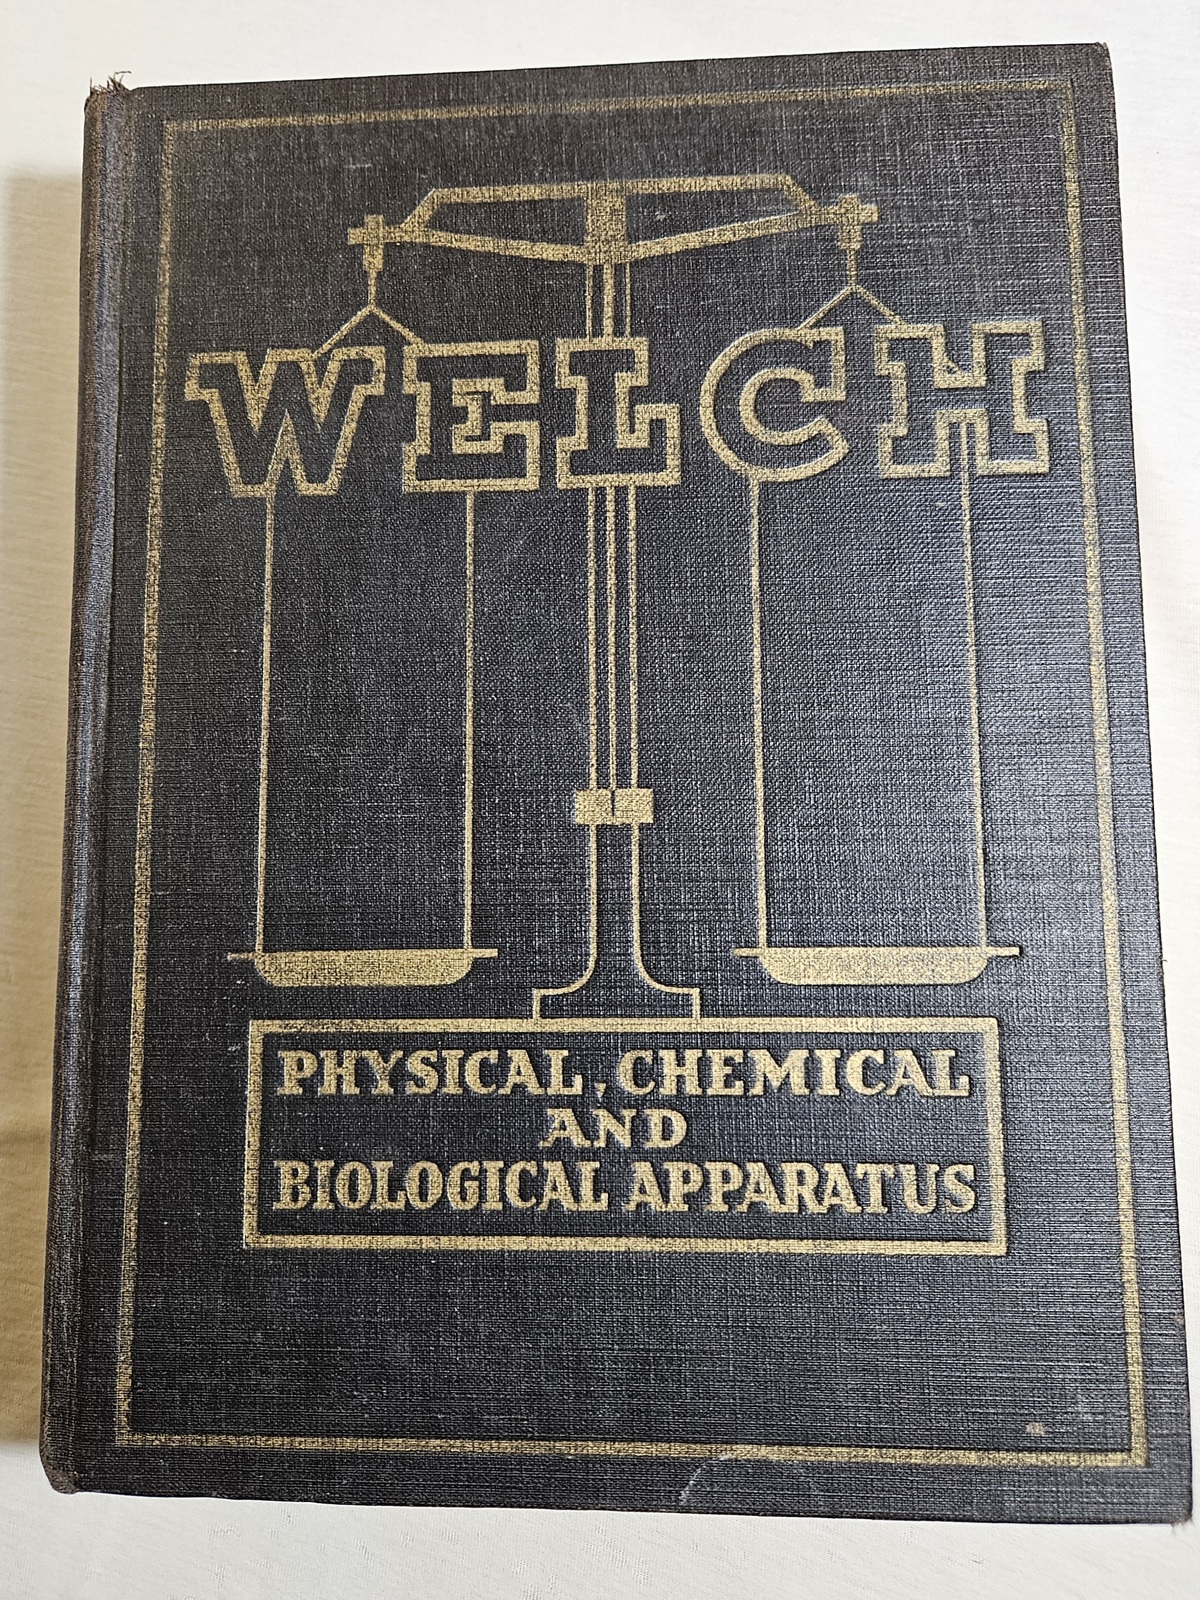 WELCH
PHYSICAL, CHEMICAL
AND
BIOLOGICAL APPARATUS